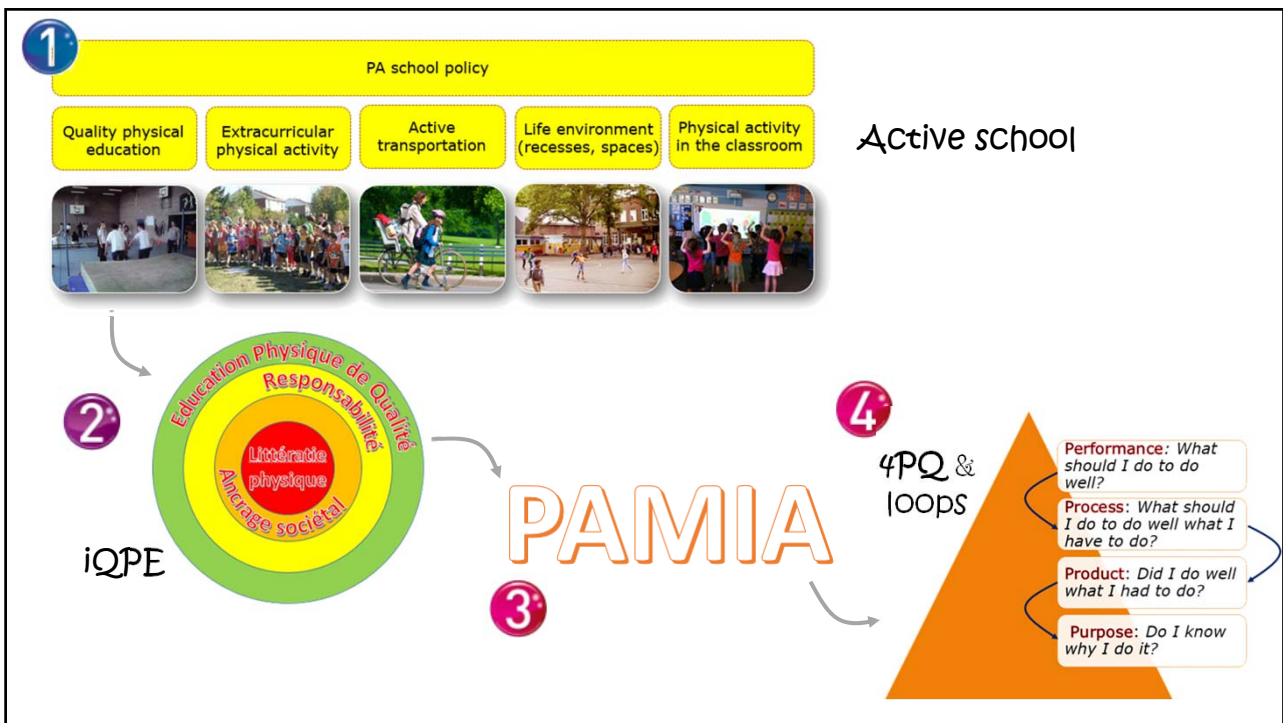 1
PA school policy
Quality physical
education
Extracurricular
physical activity
Active
transportation
Life environment
(recesses, spaces)
Physical activity
in the classroom
Active school
2
Education Physique de Qualité
Responsabilité
Littératie
physique
Ancrage sociétal
iQPE
PAMIA
3
4
4PQ &
loops
Performance: What
should I do to do
well?
Process: What should
I do to do well what I
have to do?
Product: Did I do well
what I had to do?
Purpose: Do I know
why I do it?